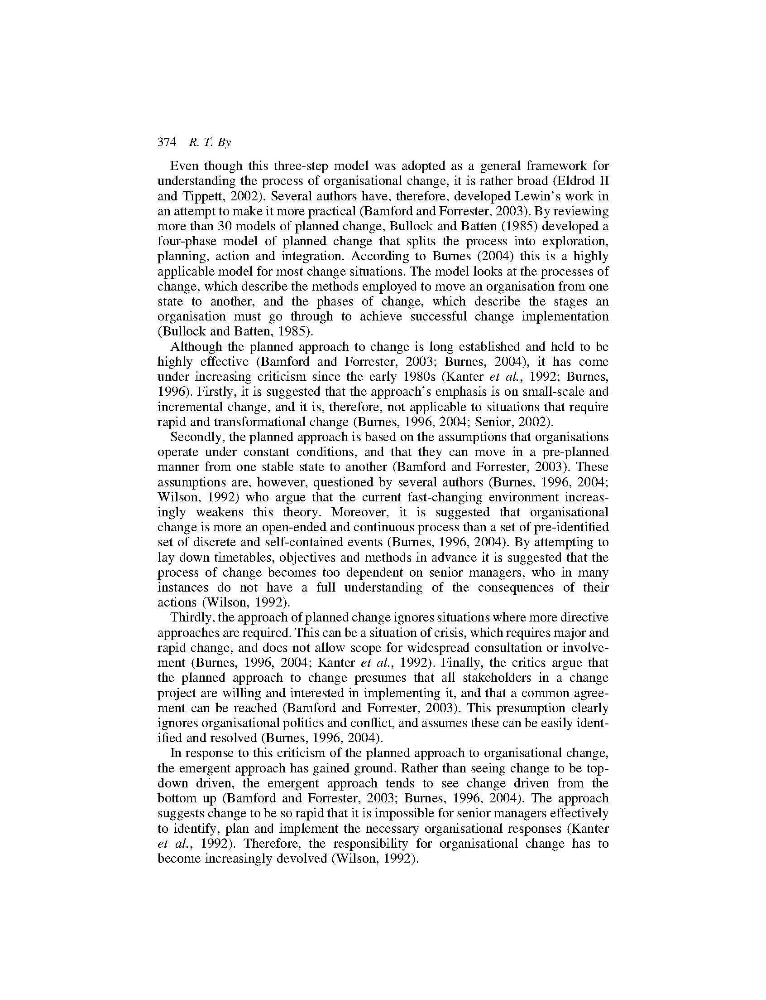 374 R. T. By
Even though this three-step model was adopted as a general framework for
understanding the process of organisational change, it is rather broad (Eldrod II
and Tippett, 2002). Several authors have, therefore, developed Lewin's work in
an attempt to make it more practical (Bamford and Forrester, 2003). By reviewing
more than 30 models of planned change, Bullock and Batten (1985) developed a
four-phase model of planned change that splits the process into exploration,
planning, action and integration. According to Burnes (2004) this is a highly
applicable model for most change situations. The model looks at the processes of
change, which describe the methods employed to move an organisation from one
state to another, and the phases of change, which describe the stages an
organisation must go through to achieve successful change implementation
(Bullock and Batten, 1985).
Although the planned approach to change is long established and held to be
highly effective (Bamford and Forrester, 2003; Burnes, 2004), it has come
under increasing criticism since the early 1980s (Kanter et al., 1992; Burnes,
1996). Firstly, it is suggested that the approach's emphasis is on small-scale and
incremental change, and it is, therefore, not applicable to situations that require
rapid and transformational change (Burnes, 1996, 2004; Senior, 2002).
Secondly, the planned approach is based on the assumptions that organisations
operate under constant conditions, and that they can move in a pre-planned
manner from one stable state to another (Bamford and Forrester, 2003). These
assumptions are, however, questioned by several authors (Burnes, 1996, 2004;
Wilson, 1992) who argue that the current fast-changing environment increas-
ingly weakens this theory. Moreover, it is suggested that organisational
change is more an open-ended and continuous process than a set of pre-identified
set of discrete and self-contained events (Burnes, 1996, 2004). By attempting to
lay down timetables, objectives and methods in advance it is suggested that the
process of change becomes too dependent on senior managers, who in many
instances do not have a full understanding of the consequences of their
actions (Wilson, 1992).
Thirdly, the approach of planned change ignores situations where more directive
approaches are required. This can be a situation of crisis, which requires major and
rapid change, and does not allow scope for widespread consultation or involve-
ment (Burnes, 1996, 2004; Kanter et al., 1992). Finally, the critics argue that
the planned approach to change presumes that all stakeholders in a change
project are willing and interested in implementing it, and that a common agree-
ment can be reached (Bamford and Forrester, 2003). This presumption clearly
ignores organisational politics and conflict, and assumes these can be easily ident-
ified and resolved (Burnes, 1996, 2004).
In response to this criticism of the planned approach to organisational change,
the emergent approach has gained ground. Rather than seeing change to be top-
down driven, the emergent approach tends to see change driven from the
bottom up (Bamford and Forrester, 2003; Burnes, 1996, 2004). The approach
suggests change to be so rapid that it is impossible for senior managers effectively
to identify, plan and implement the necessary organisational responses (Kanter
et al., 1992). Therefore, the responsibility for organisational change has to
become increasingly devolved (Wilson, 1992).